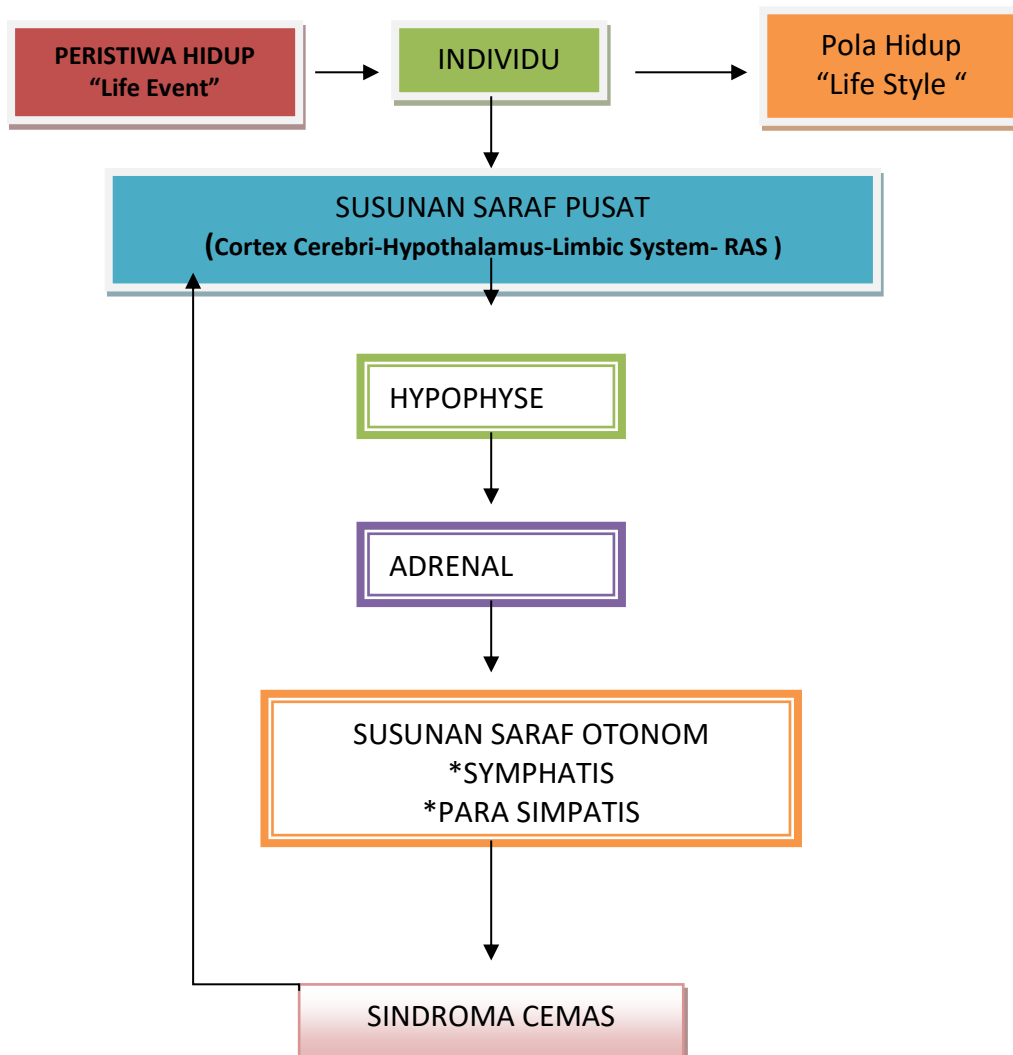 PERISTIWA HIDUP
“Life Event”
INDIVIDU
Pola Hidup
“Life Style “
SUSUNAN SARAF PUSAT
(Cortex Cerebri-Hypothalamus-Limbic System- RAS )
HYPOPHYSE
ADRENAL
SUSUNAN SARAF OTONOM
*SYMPHATIS
*PARA SIMPATIS
SINDROMA CEMAS